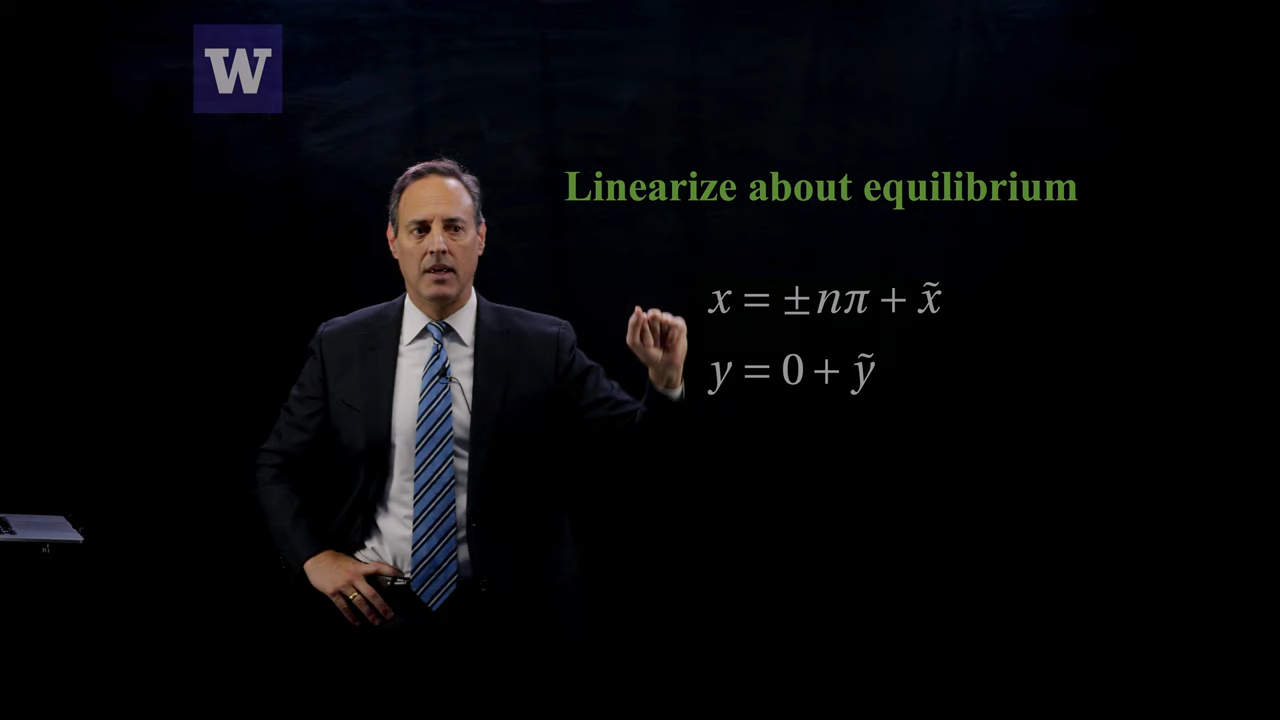 W
Linearize about equilibrium
x = ±nπ + x̃
y = 0 + ỹ